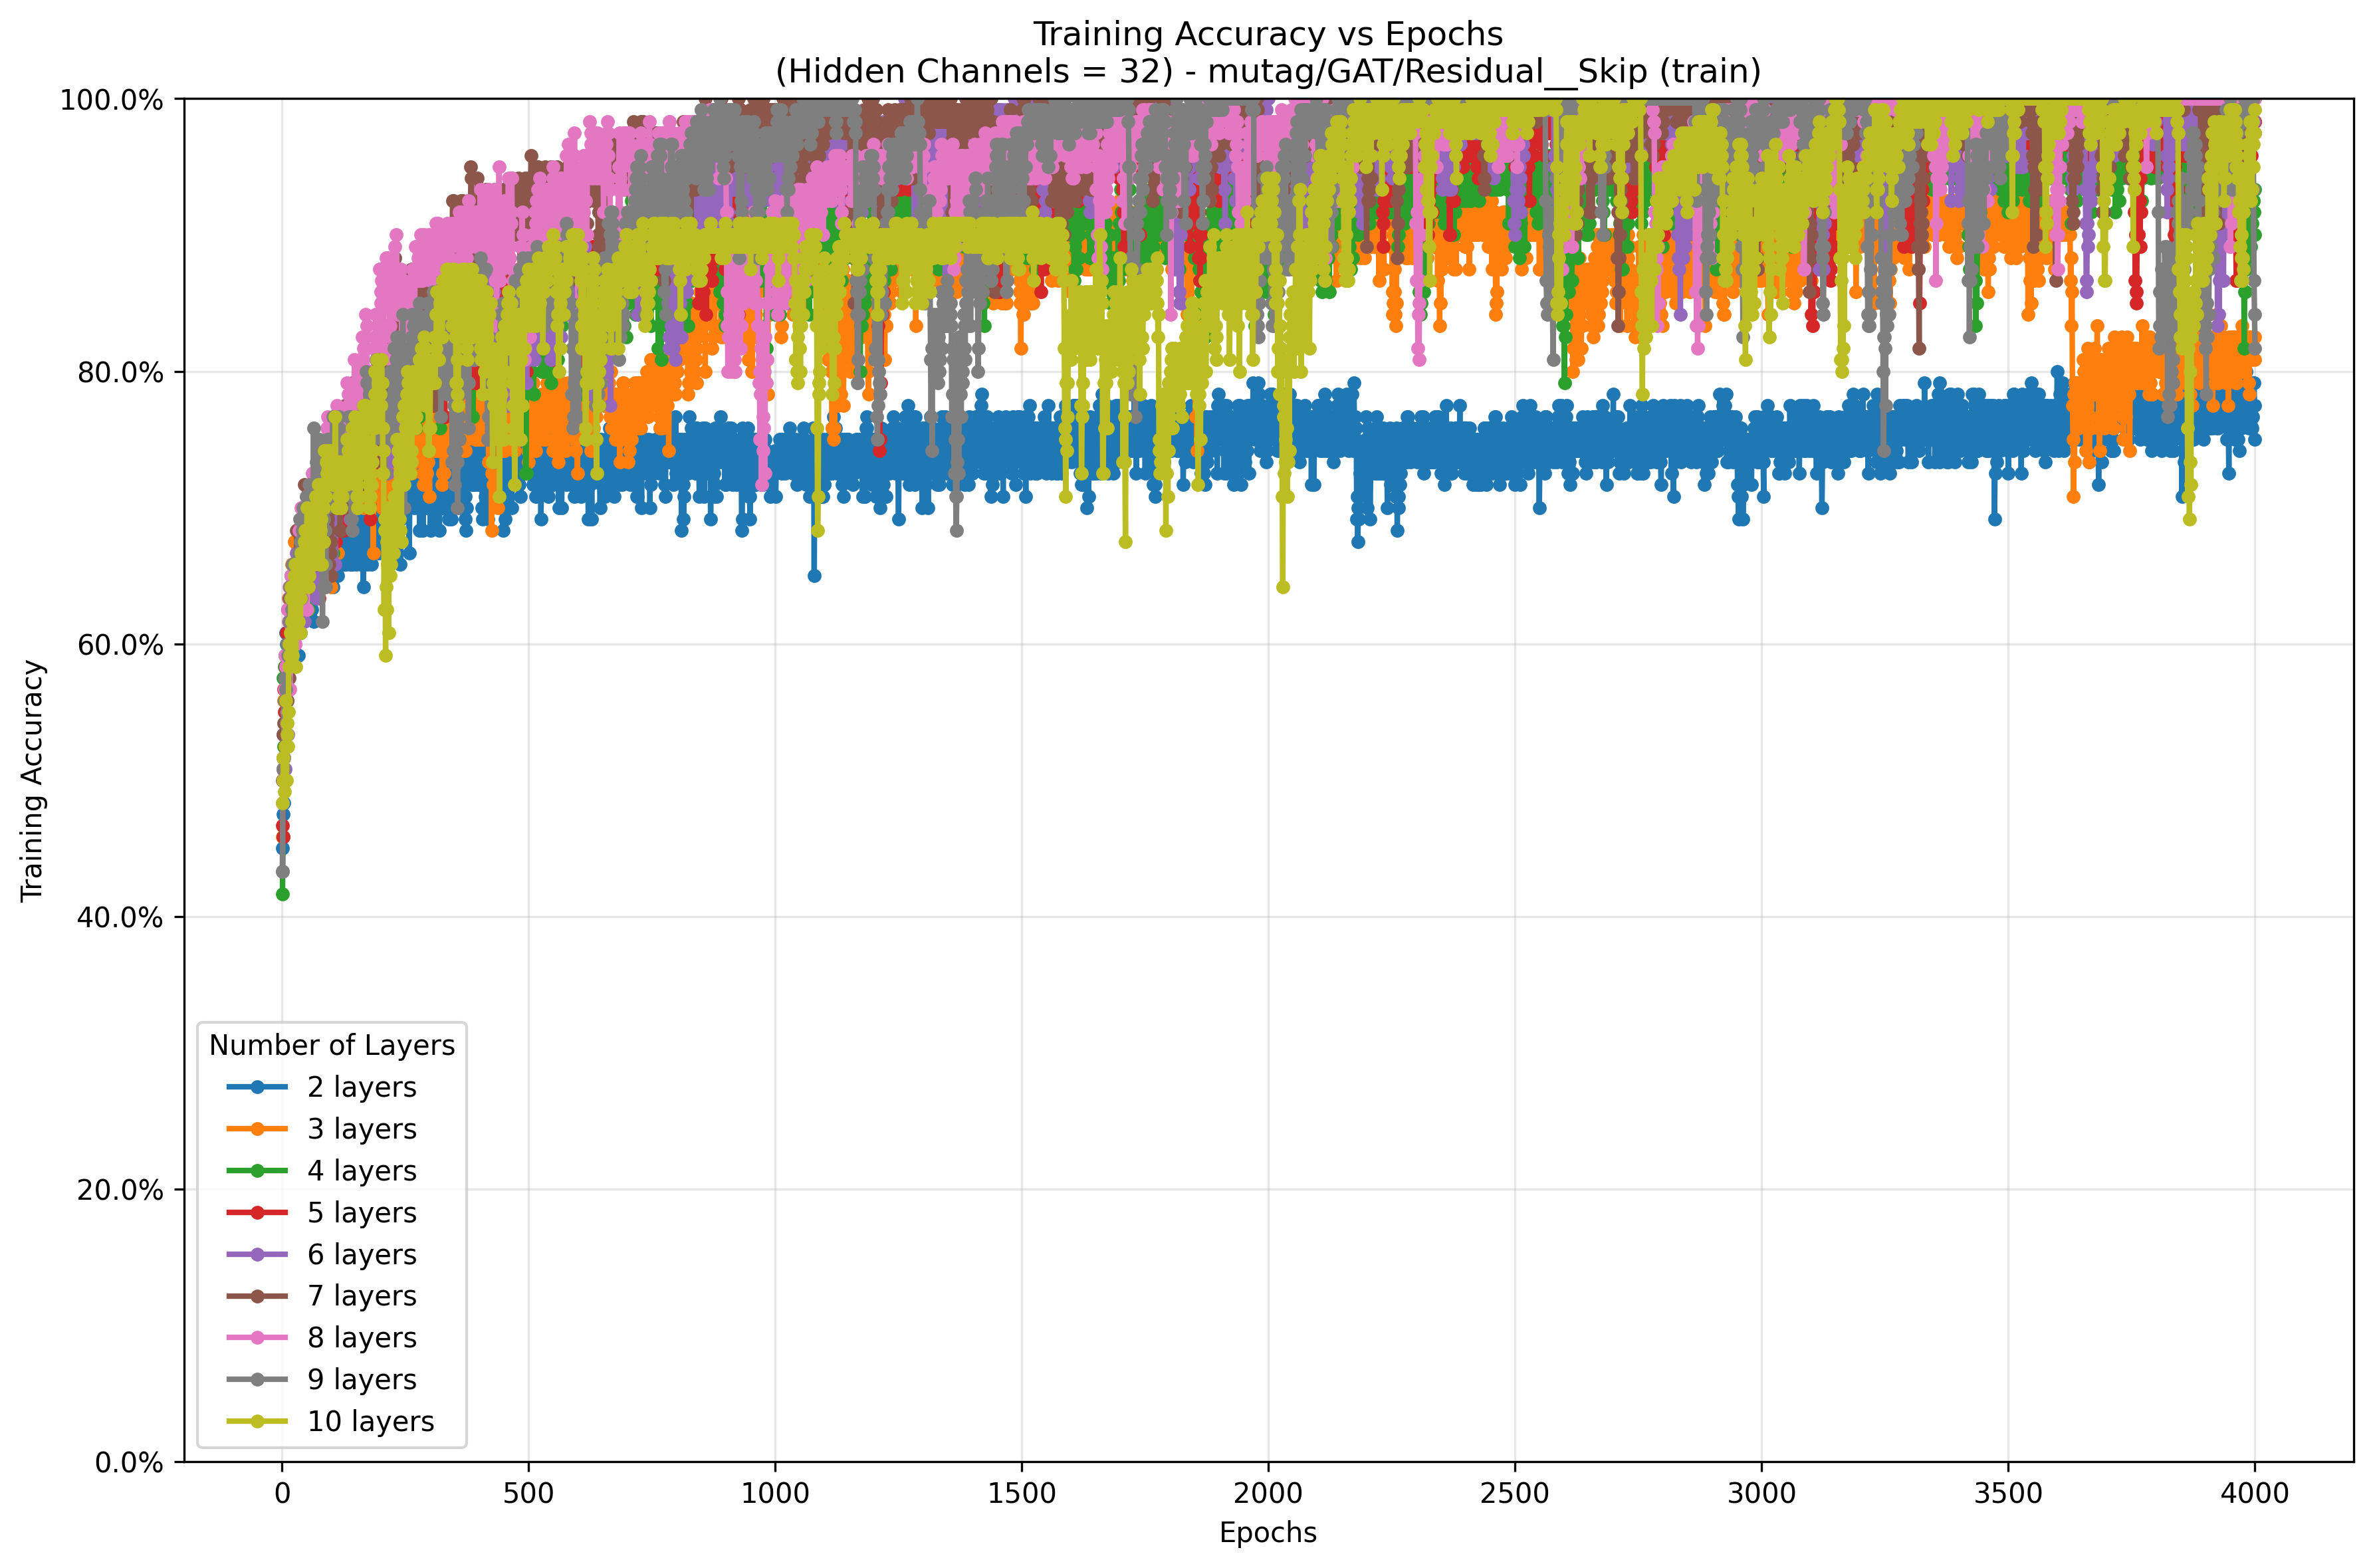 Training Accuracy vs Epochs
(Hidden Channels = 32) - mutag/GAT/Residual__Skip (train)
100.0%
80.0%
60.0%
40.0%
20.0%
0.0%
Training Accuracy
Number of Layers
2 layers
3 layers
4 layers
5 layers
6 layers
7 layers
8 layers
9 layers
10 layers
0 500 1000 1500 2000 2500 3000 3500 4000
Epochs